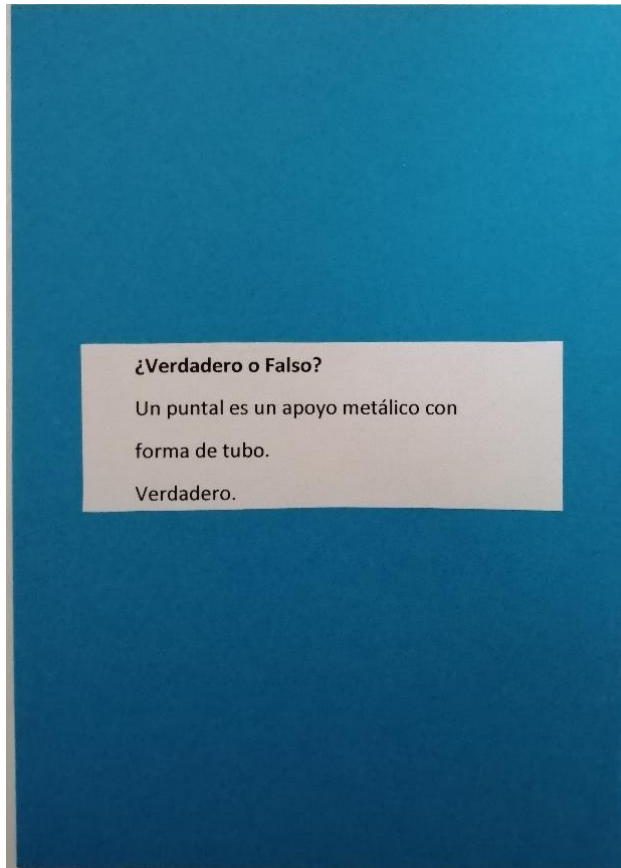 ¿Verdadero o Falso?
Un puntal es un apoyo metálico con
forma de tubo.
Verdadero.